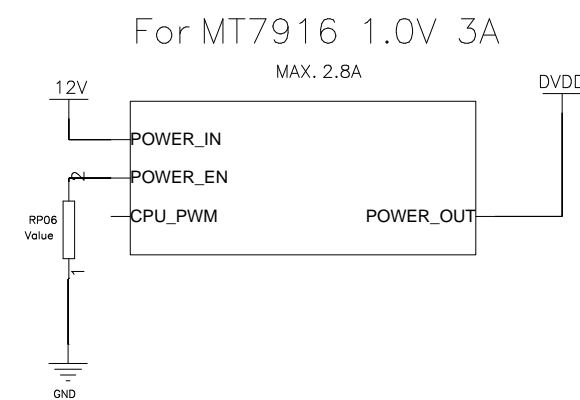 For MT7916 1.0V 3A
MAX. 2.8A
12V
DVDD
POWER_IN
2
POWER_EN
CPU_PWM
POWER_OUT
RP06
Value
1
GND